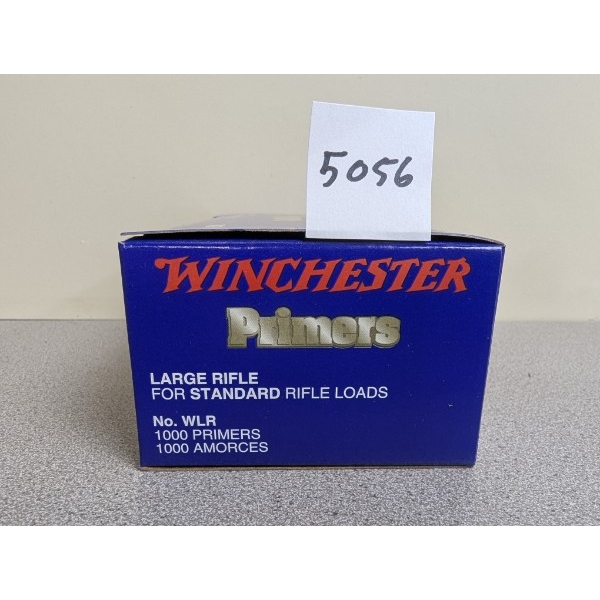 5056
WINCHESTER
Primers
LARGE RIFLE
FOR STANDARD RIFLE LOADS
No. WLR
1000 PRIMERS
1000 AMORCES